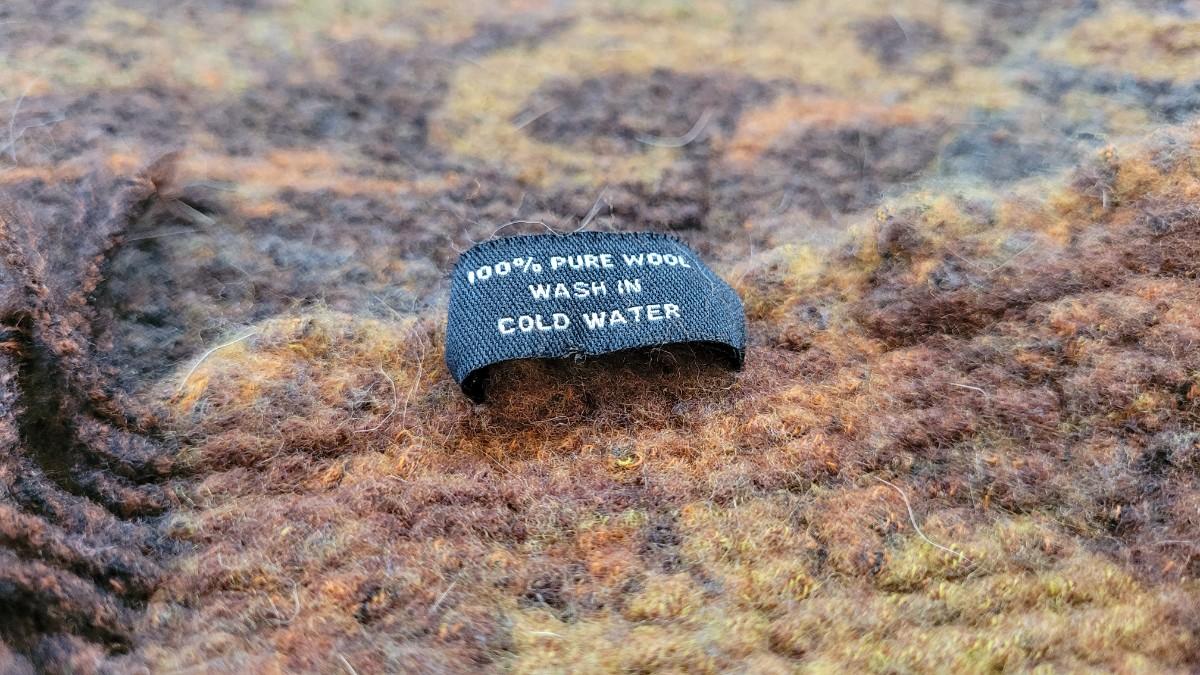 100% PURE WOOL
WASH IN
COLD WATER